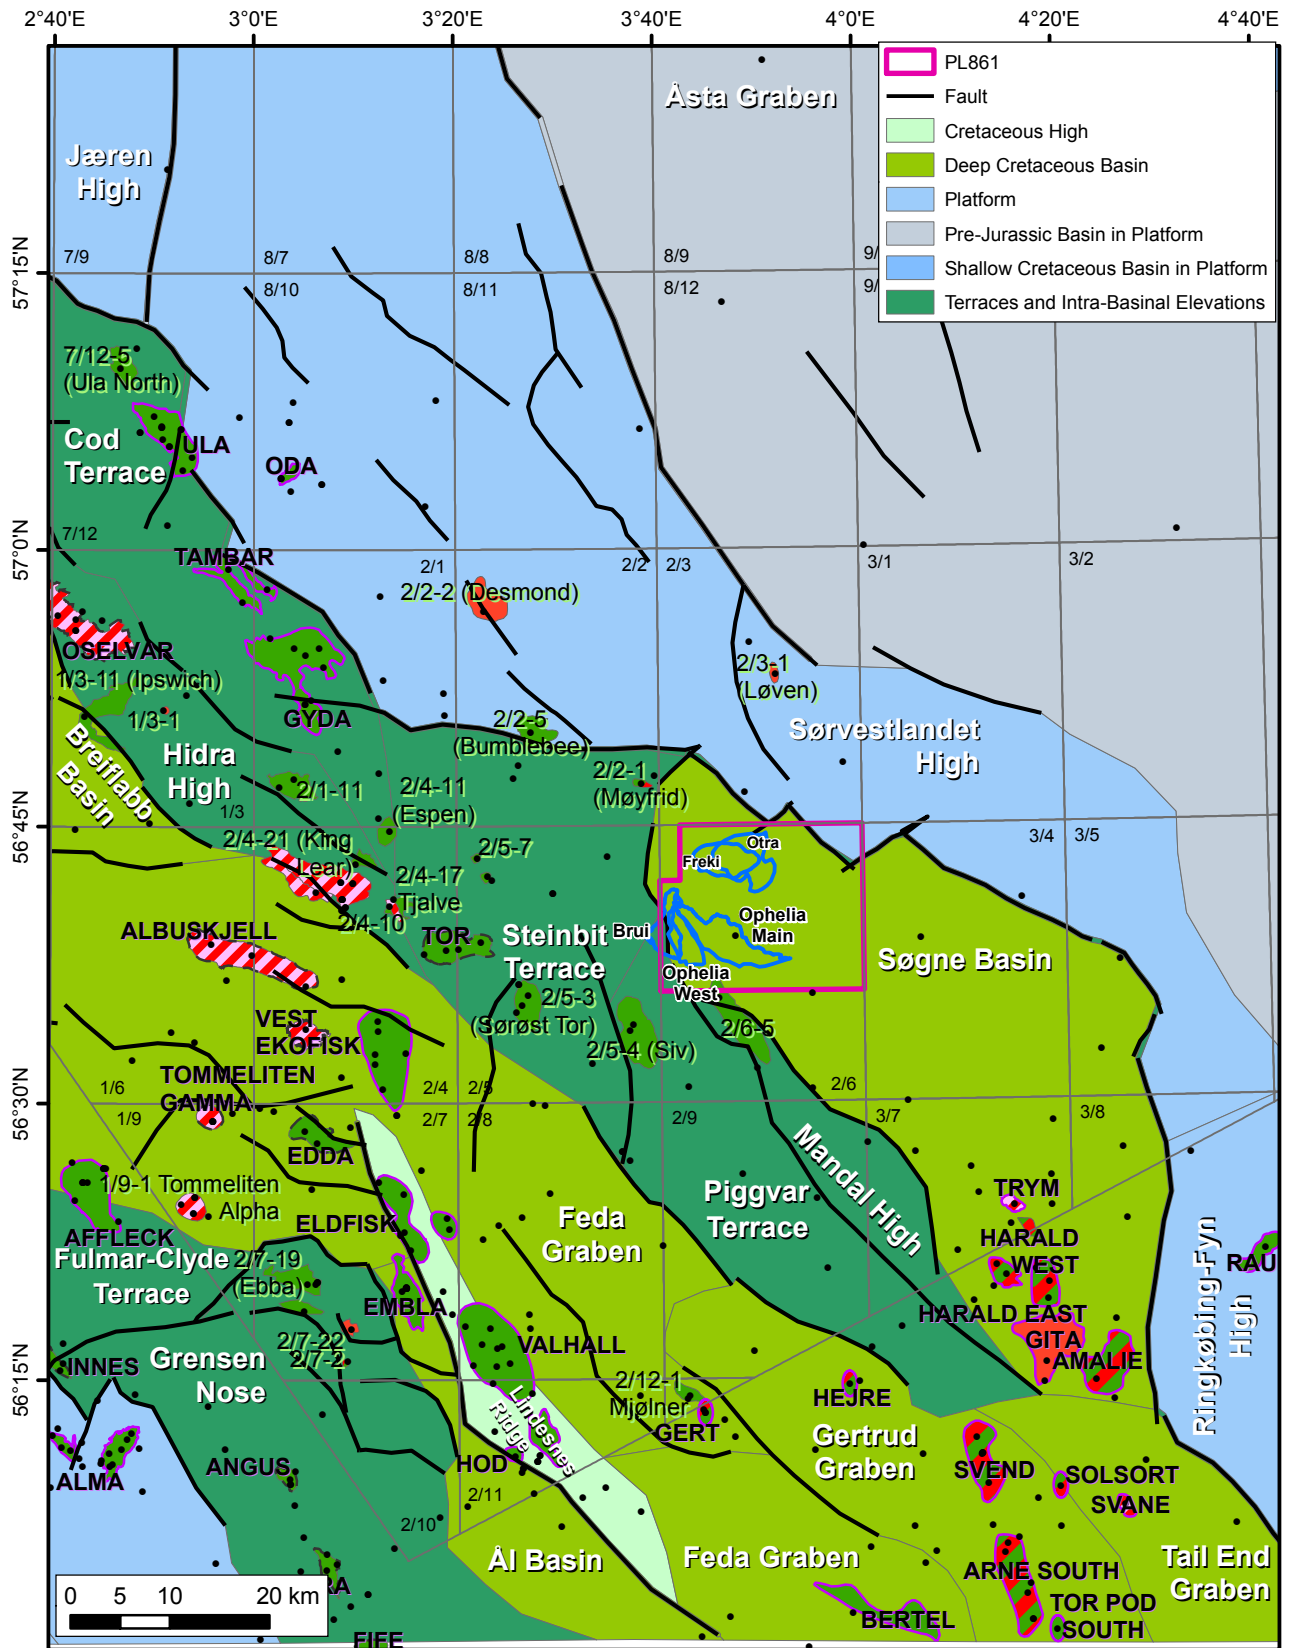 2°40'E 3°0'E 3°20'E 3°40'E 4°0'E 4°20'E 4°40'E
PL861
Fault
Cretaceous High
Deep Cretaceous Basin
Platform
Pre-Jurassic Basin in Platform
Shallow Cretaceous Basin in Platform
Terraces and Intra-Basinal Elevations
Åsta Graben
Jæren
High
57°15'N
7/9
8/7
8/8
8/9
9/
8/10
8/11
8/12
9/
7/12-5
(Ula North)
Cod
Terrace
ULA
ODA
7/12
57°0'N
TAMBAR
2/1
2/2
2/3
3/1
3/2
2/2-2 (Desmond)
OSELVAR
1/3-11 (Ipswich)
1/3-1
GYDA
2/3-1
(Løven)
2/2-5
(Bumblebee)
Sørvestlandet
High
Breiflabb
Basin
Hidra
High
2/1-11
2/4-11
(Espen)
2/2-1
(Møyfrid)
1/3
56°45'N
2/4-21 (King
Lear)
2/5-7
3/4
3/5
Otra
Freki
2/4-17
Tjalve
2/4-10
ALBUSKJELL
TOR
Steinbit
Terrace
Brui
Ophelia
Main
Søgne Basin
Ophelia
West
2/5-3
(Sørøst Tor)
VEST
EKOFISK
2/6-5
2/5-4 (Siv)
TOMMELITEN
GAMMA
1/6
2/4
2/5
2/6
56°30'N
1/9
2/7
2/8
2/9
3/7
3/8
EDDA
Mandal High
1/9-1 Tommeliten
Alpha
AFFLECK
ELDFISK
Feda
Graben
Piggvar
Terrace
TRYM
HARALD
WEST
Fulmar-Clyde
Terrace
2/7-19
(Ebba)
EMBLA
RAU
Ringkøbing-Fyn
High
HARALD EAST
GITA
AMALIE
2/7-22
2/7-2
VALHALL
INNES
Grensen
Nose
56°15'N
2/12-1
Mjølner
GERT
HEJRE
Lindesnes
Ridge
Gertrud
Graben
ALMA
ANGUS
HOD
SVEND
SOLSORT
SVANE
2/11
2/10
Ål Basin
Feda Graben
ARNE SOUTH
Tail End
Graben
TOR POD
SOUTH
BERTEL
RA
FIFE
0 5 10 20 km